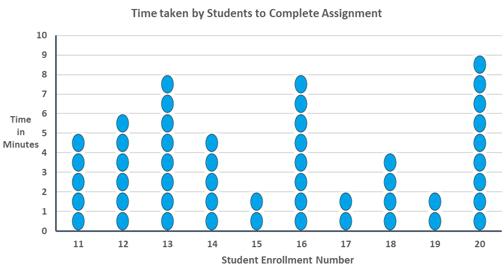 Time taken by Students to Complete Assignment
10
9
8
7
6
5
4
3
2
1
0
Time
in
Minutes
11 12 13 14 15 16 17 18 19 20
Student Enrollment Number